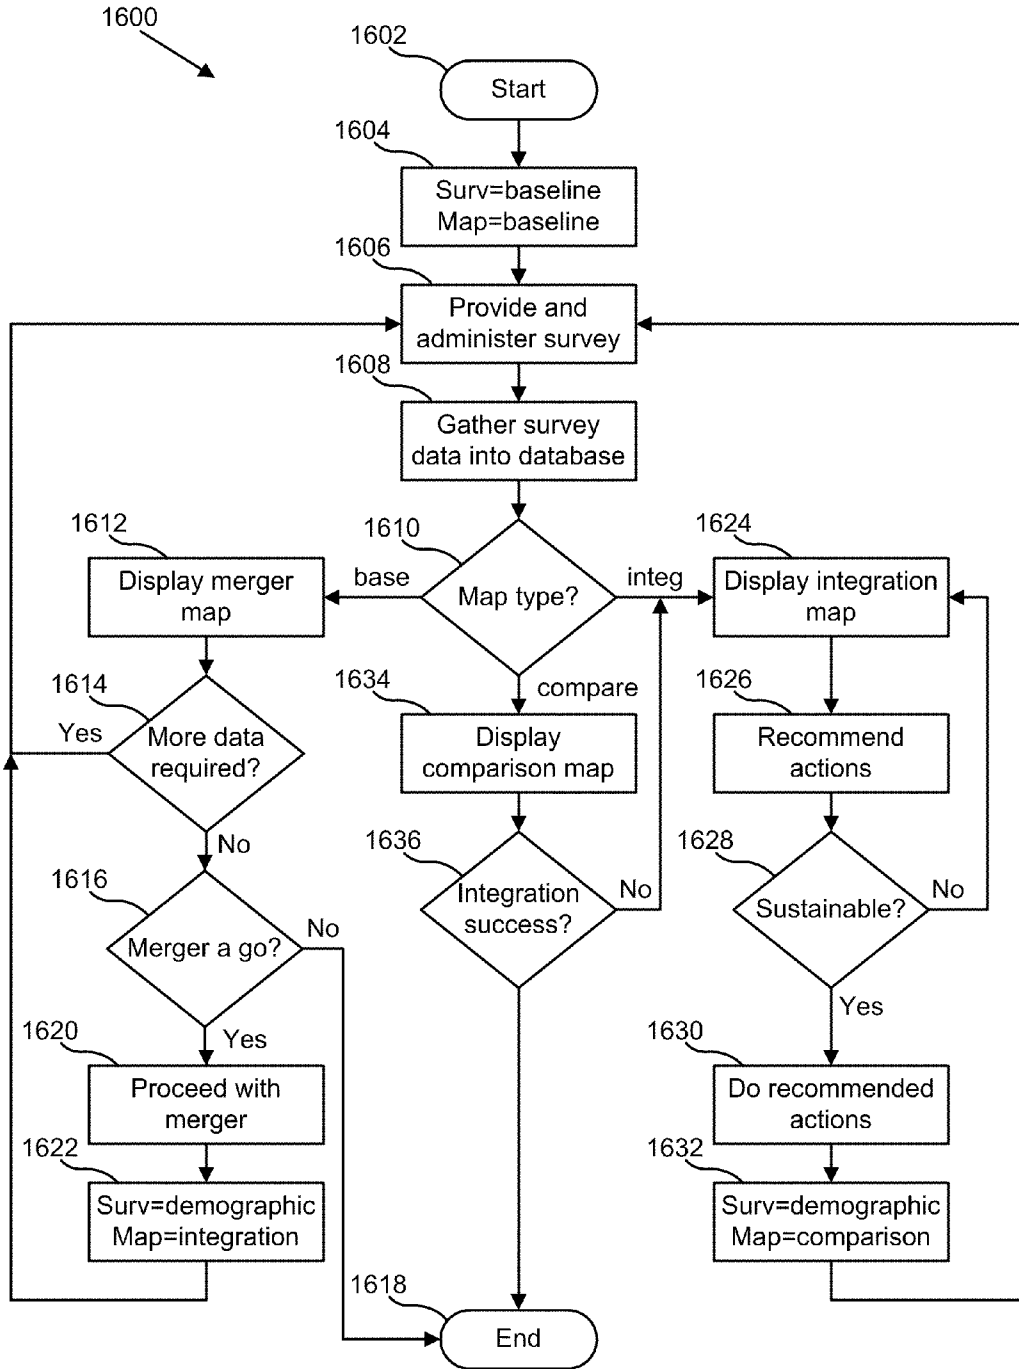 1600
1602
Start
1604
Surv=baseline
Map=baseline
1606
Provide and
administer survey
1608
Gather survey
data into database
1610
Map type?
base
integ
compare
1612
Display merger
map
1614
More data
required?
Yes
No
1616
Merger a go?
No
Yes
1620
Proceed with
merger
1622
Surv=demographic
Map=integration
1634
Display
comparison map
1636
Integration
success?
No
1624
Display integration
map
1626
Recommend
actions
1628
Sustainable?
No
Yes
1630
Do recommended
actions
1632
Surv=demographic
Map=comparison
1618
End